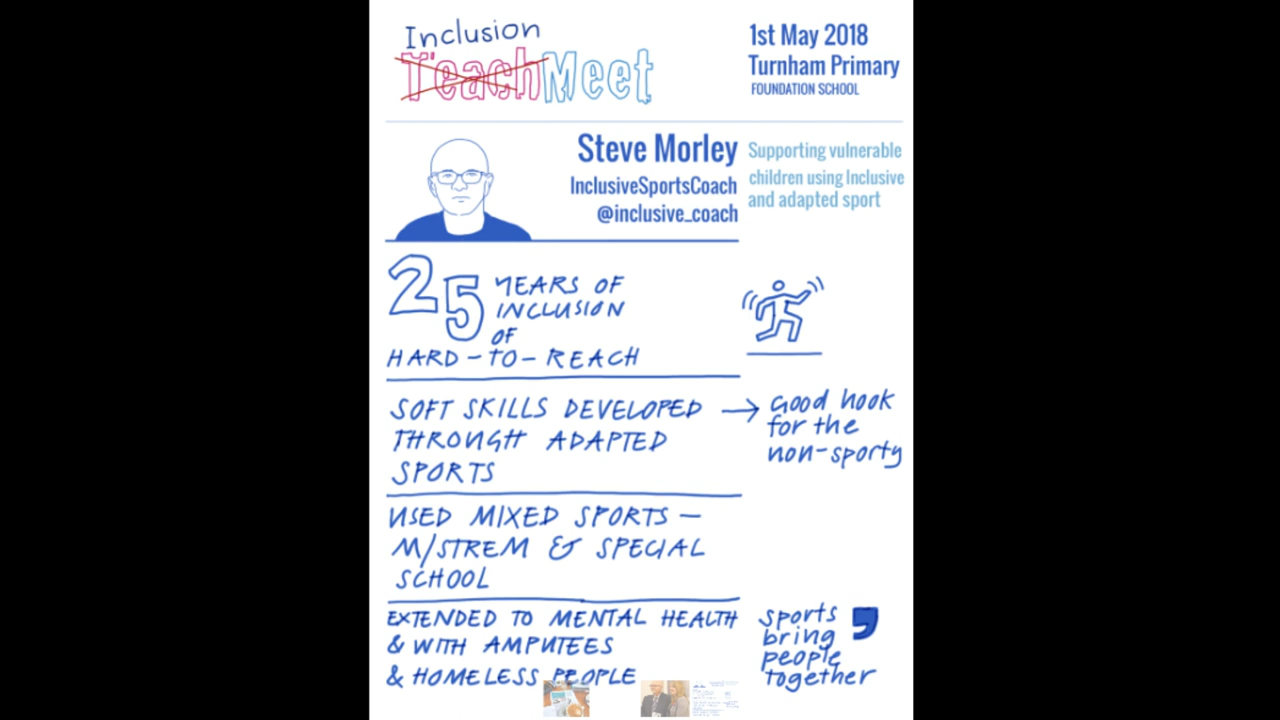 Inclusion
TeachMeet
1st May 2018
Turnham Primary
FOUNDATION SCHOOL
Steve Morley
InclusiveSportsCoach
@inclusive_coach
Supporting vulnerable
children using Inclusive
and adapted sport
25 YEARS OF
INCLUSION
OF
HARD-TO-REACH
SOFT SKILLS DEVELOPED →
THROUGH ADAPTED
SPORTS
Good hook
for the
non-sporty
USED MIXED SPORTS —
M/STREM & SPECIAL
SCHOOL
EXTENDED TO MENTAL HEALTH
& WITH AMPUTEES
& HOMELESS PEOPLE
sports
bring
people
together